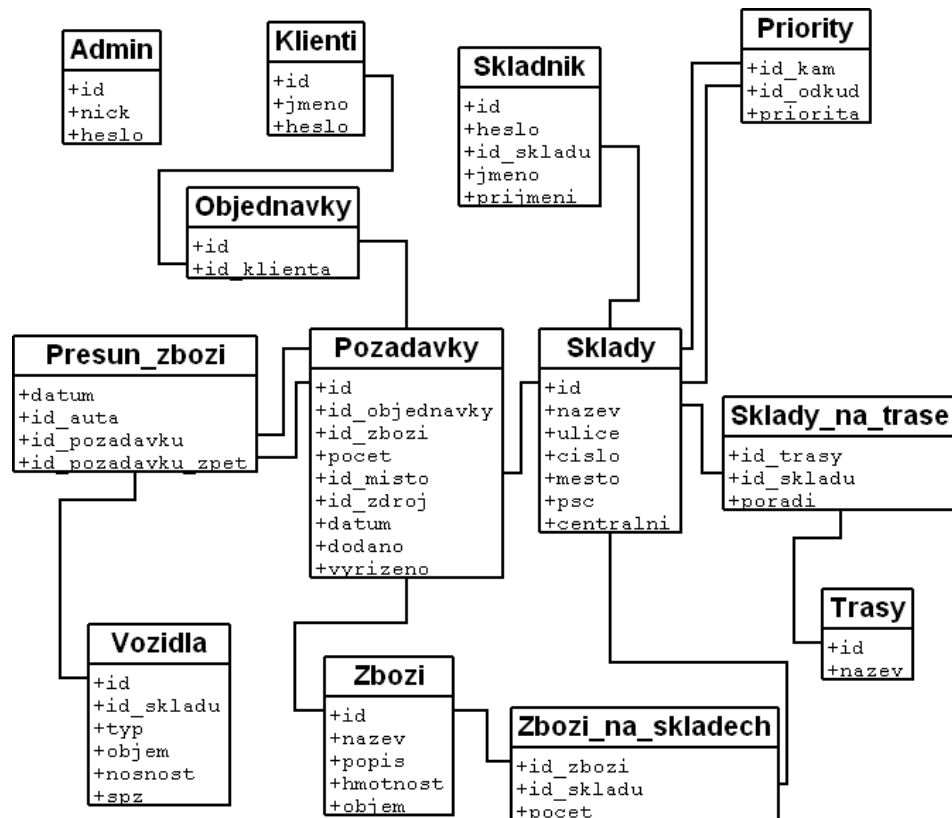 Admin
+id
+nick
+heslo
Klienti
+id
+jmeno
+heslo
Skladnik
+id
+heslo
+id_skladu
+jmeno
+prijmeni
Priority
+id_kam
+id_odkud
+priorita
Objednavky
+id
+id_klienta
Presun_zbozi
+datum
+id_auta
+id_pozadavku
+id_pozadavku_zpet
Pozadavky
+id
+id_objednavky
+id_zbozi
+pocet
+id_misto
+id_zdroj
+datum
+dodano
+vyrizeno
Sklady
+id
+nazev
+ulice
+cislo
+mesto
+psc
+centralni
Sklady_na_trase
+id_trasy
+id_skladu
+poradi
Trasy
+id
+nazev
Vozidla
+id
+id_skladu
+typ
+objem
+nosnost
+spz
Zbozi
+id
+nazev
+popis
+hmotnost
+objem
Zbozi_na_skladech
+id_zbozi
+id_skladu
+pocet